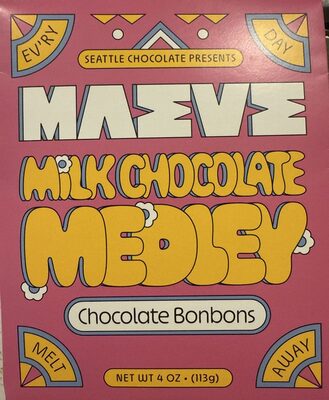 EV'RY
DAY
SEATTLE CHOCOLATE PRESENTS
MAEVE
MILK CHOCOLATE
MEDLEY
Chocolate Bonbons
MELT
AWAY
NET WT 4 OZ • (113g)